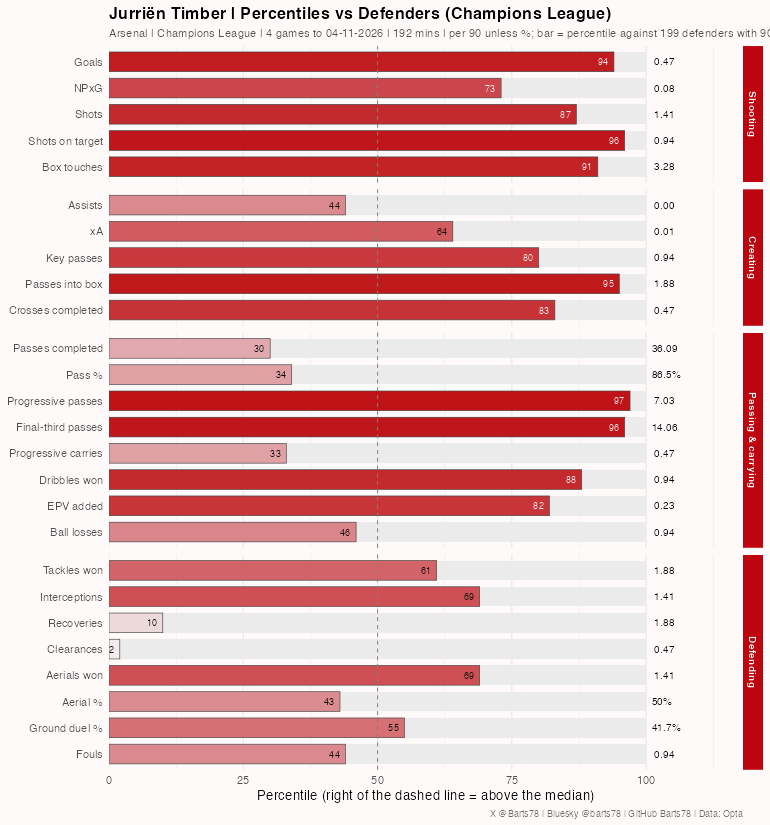 Jurriën Timber | Percentiles vs Defenders (Champions League)
Arsenal | Champions League | 4 games to 04-11-2026 | 192 mins | per 90 unless %; bar = percentile against 199 defenders with 90
Goals 94 0.47
NPxG 73 0.08
Shots 87 1.41
Shots on target 96 0.94
Box touches 91 3.28
Shooting
Assists 44 0.00
xA 64 0.01
Key passes 80 0.94
Passes into box 95 1.88
Crosses completed 83 0.47
Creating
Passes completed 30 36.09
Pass % 34 86.5%
Progressive passes 97 7.03
Final-third passes 96 14.06
Progressive carries 33 0.47
Dribbles won 88 0.94
EPV added 82 0.23
Ball losses 46 0.94
Passing & carrying
Tackles won 61 1.88
Interceptions 69 1.41
Recoveries 10 1.88
Clearances 2 0.47
Aerials won 69 1.41
Aerial % 43 50%
Ground duel % 55 41.7%
Fouls 44 0.94
Defending
0 25 50 75 100
Percentile (right of the dashed line = above the median)
X @Barts78 | Bluesky @barts78 | GitHub Barts78 | Data: Opta